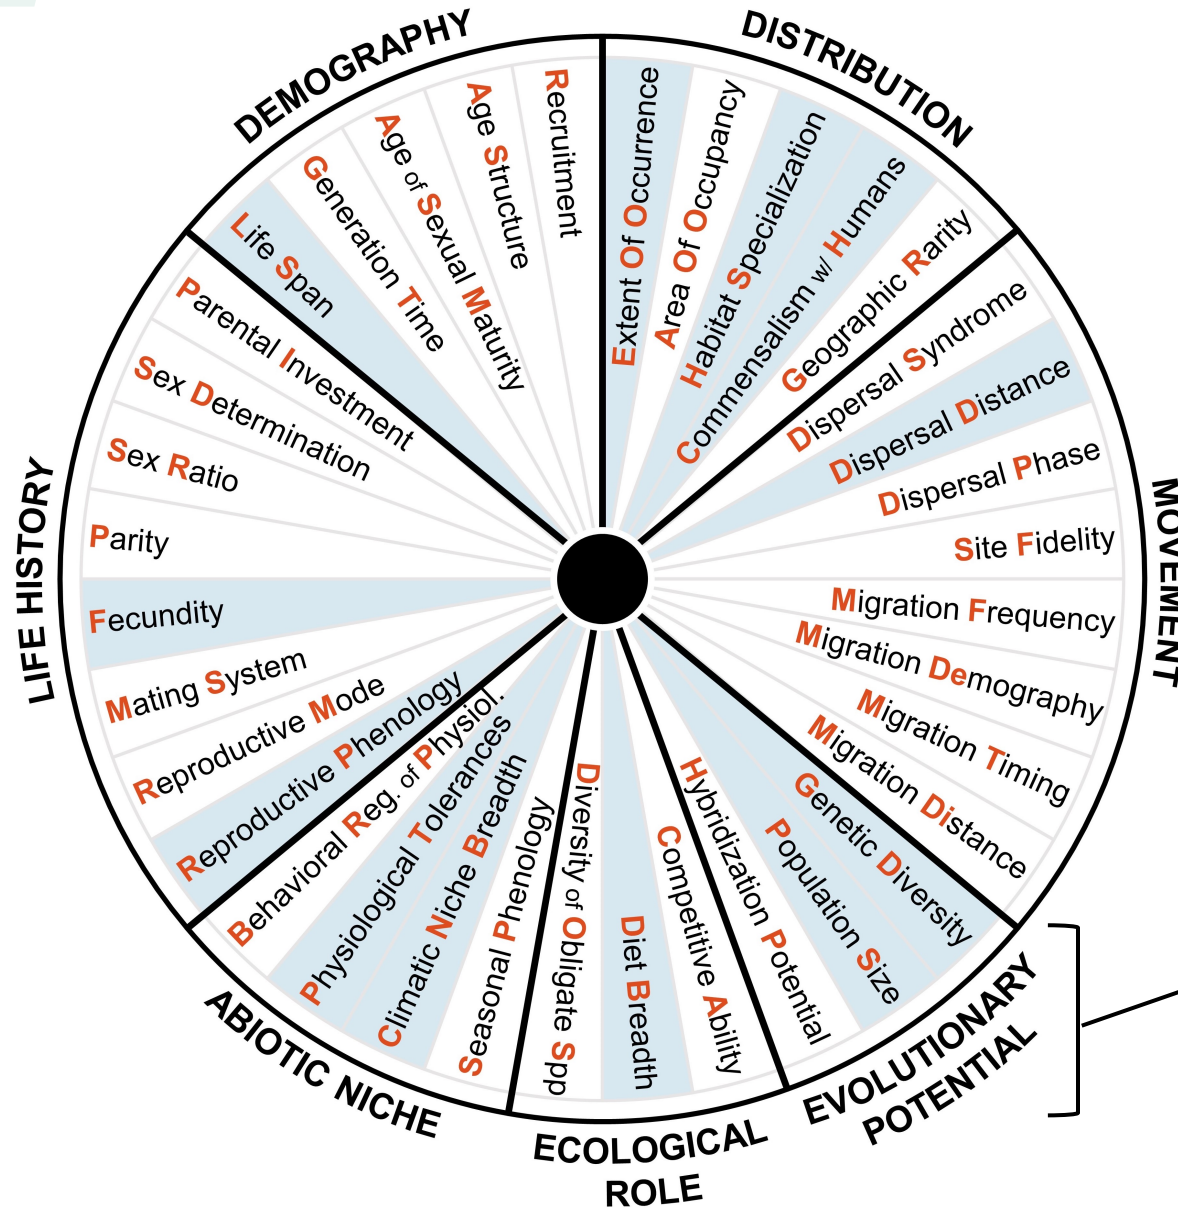 DISTRIBUTION
Extent Of Occurrence
Area Of Occupancy
Habitat Specialization
Commensalism w/ Humans
Geographic Rarity
MOVEMENT
Dispersal Syndrome
Dispersal Distance
Dispersal Phase
Site Fidelity
Migration Frequency
Migration Demography
Migration Timing
Migration Distance
EVOLUTIONARY
POTENTIAL
Genetic Diversity
Population Size
Hybridization Potential
ECOLOGICAL
ROLE
Competitive Ability
Diet Breadth
Diversity of Obligate Spp
ABIOTIC NICHE
Seasonal Phenology
Climatic Niche Breadth
Physiological Tolerances
Behavioral Reg. of Physiol.
LIFE HISTORY
Reproductive Phenology
Reproductive Mode
Mating System
Fecundity
Parity
Sex Ratio
Sex Determination
Parental Investment
DEMOGRAPHY
Life Span
Generation Time
Age of Sexual Maturity
Age Structure
Recruitment